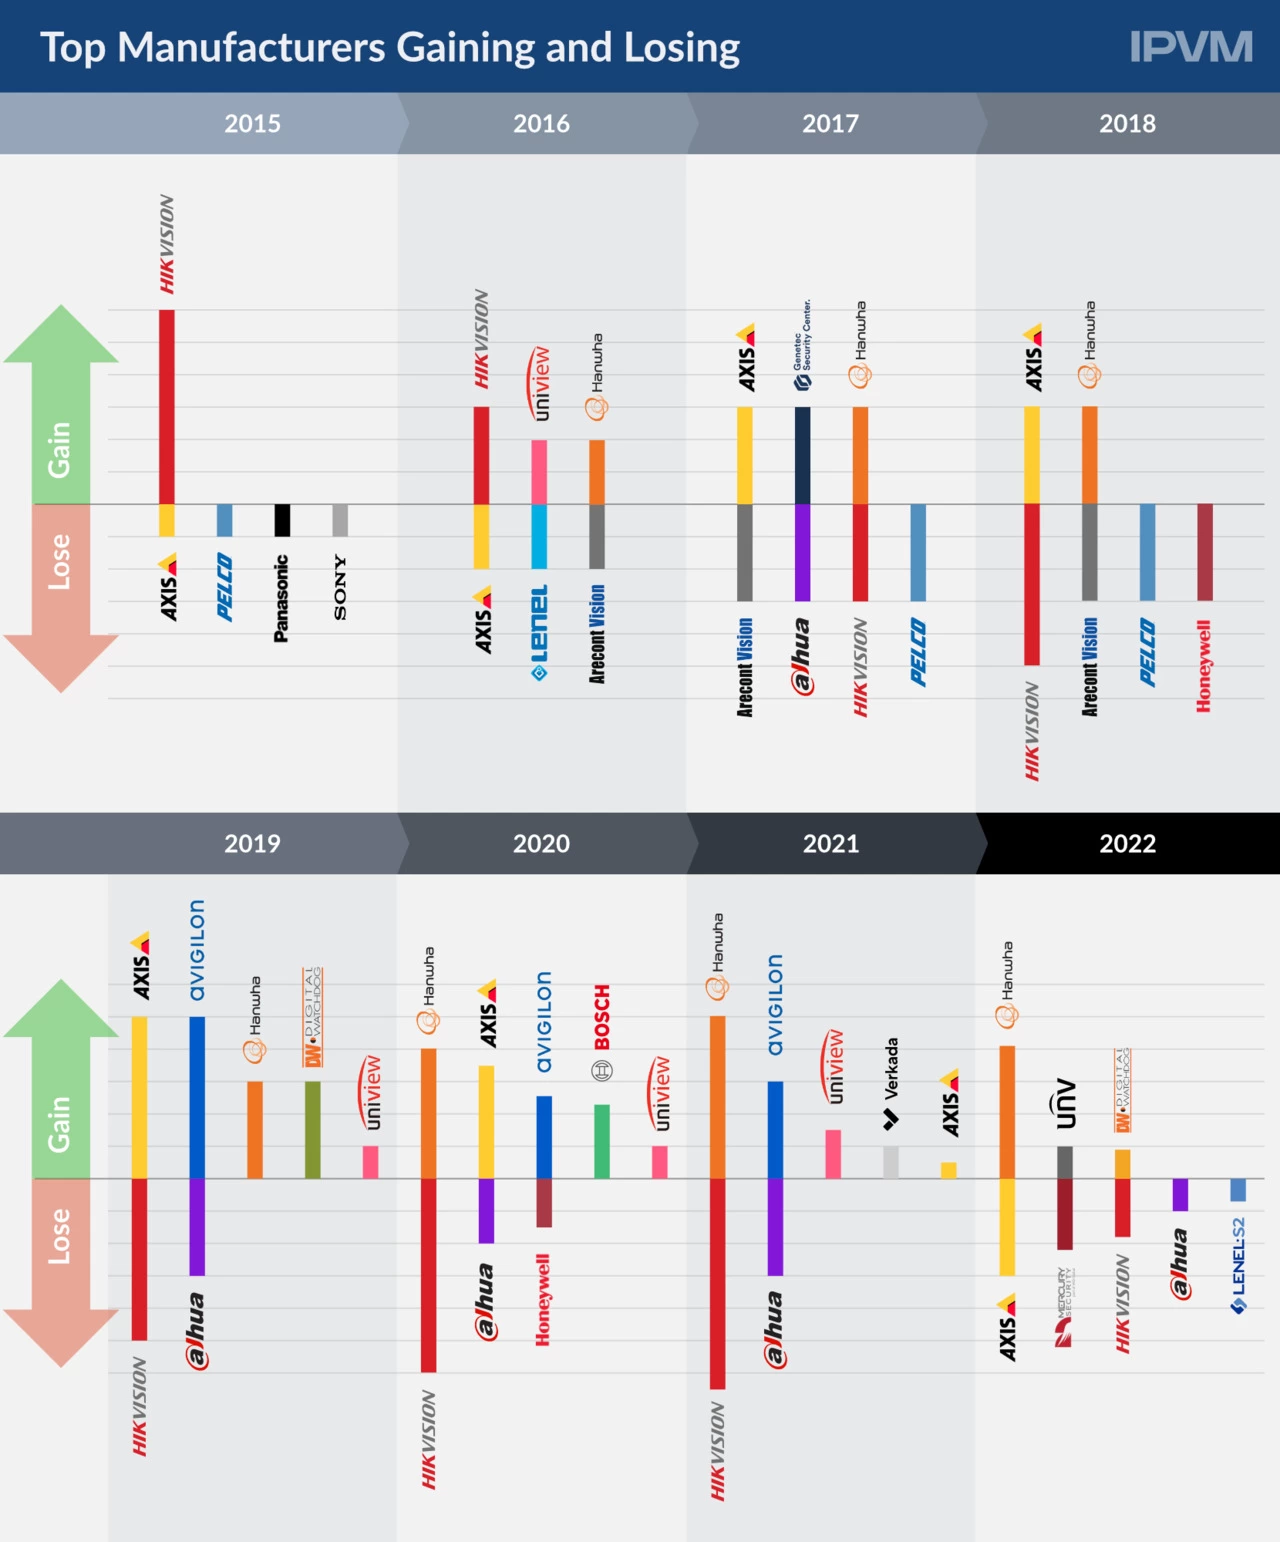 Top Manufacturers Gaining and Losing
IPVM
2015
2016
2017
2018
Gain
Lose
HIKVISION
AXIS
PELCO
Panasonic
SONY
HIKVISION
uniview
Hanwha
AXIS
LENEL
Arecont Vision
AXIS
Genetec
Security Center.
Hanwha
Arecont Vision
alhua
HIKVISION
PELCO
AXIS
Hanwha
HIKVISION
Arecont Vision
PELCO
Honeywell
2019
2020
2021
2022
Gain
Lose
AXIS
avigilon
Hanwha
DW DIGITAL
WATCHDOG
uniview
HIKVISION
alhua
Hanwha
AXIS
avigilon
BOSCH
uniview
HIKVISION
alhua
Honeywell
Hanwha
avigilon
uniview
Verkada
AXIS
HIKVISION
alhua
Hanwha
unv
DW DIGITAL
WATCHDOG
AXIS
MERCURY
SECURITY
HIKVISION
alhua
LENEL·S2